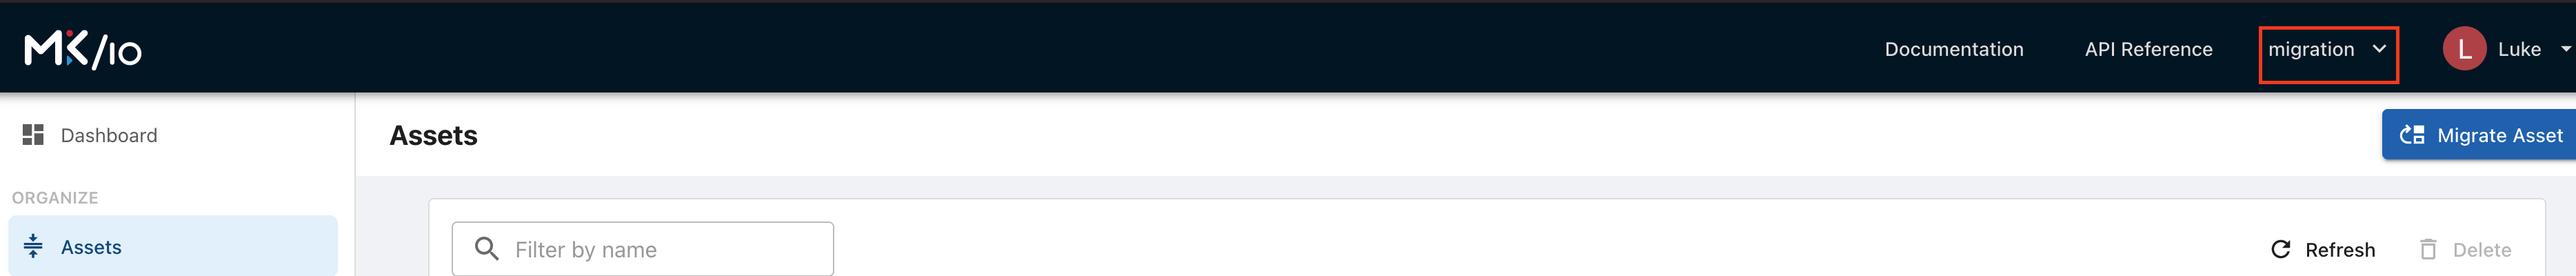 MK/IO
Documentation API Reference migration L Luke
Dashboard
Assets
Migrate Asset
ORGANIZE
Assets
Filter by name
Refresh Delete